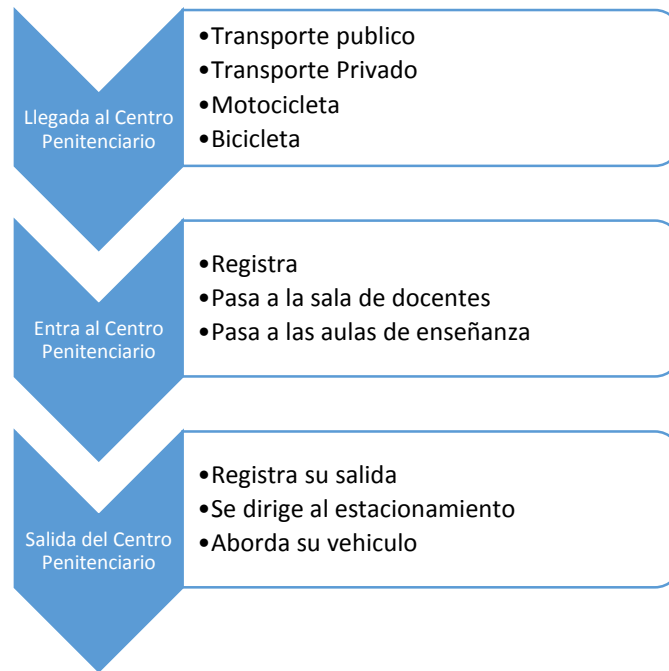 Llegada al Centro
Penitenciario
•Transporte publico
•Transporte Privado
•Motocicleta
•Bicicleta
Entra al Centro
Penitenciario
•Registra
•Pasa a la sala de docentes
•Pasa a las aulas de enseñanza
Salida del Centro
Penitenciario
•Registra su salida
•Se dirige al estacionamiento
•Aborda su vehiculo